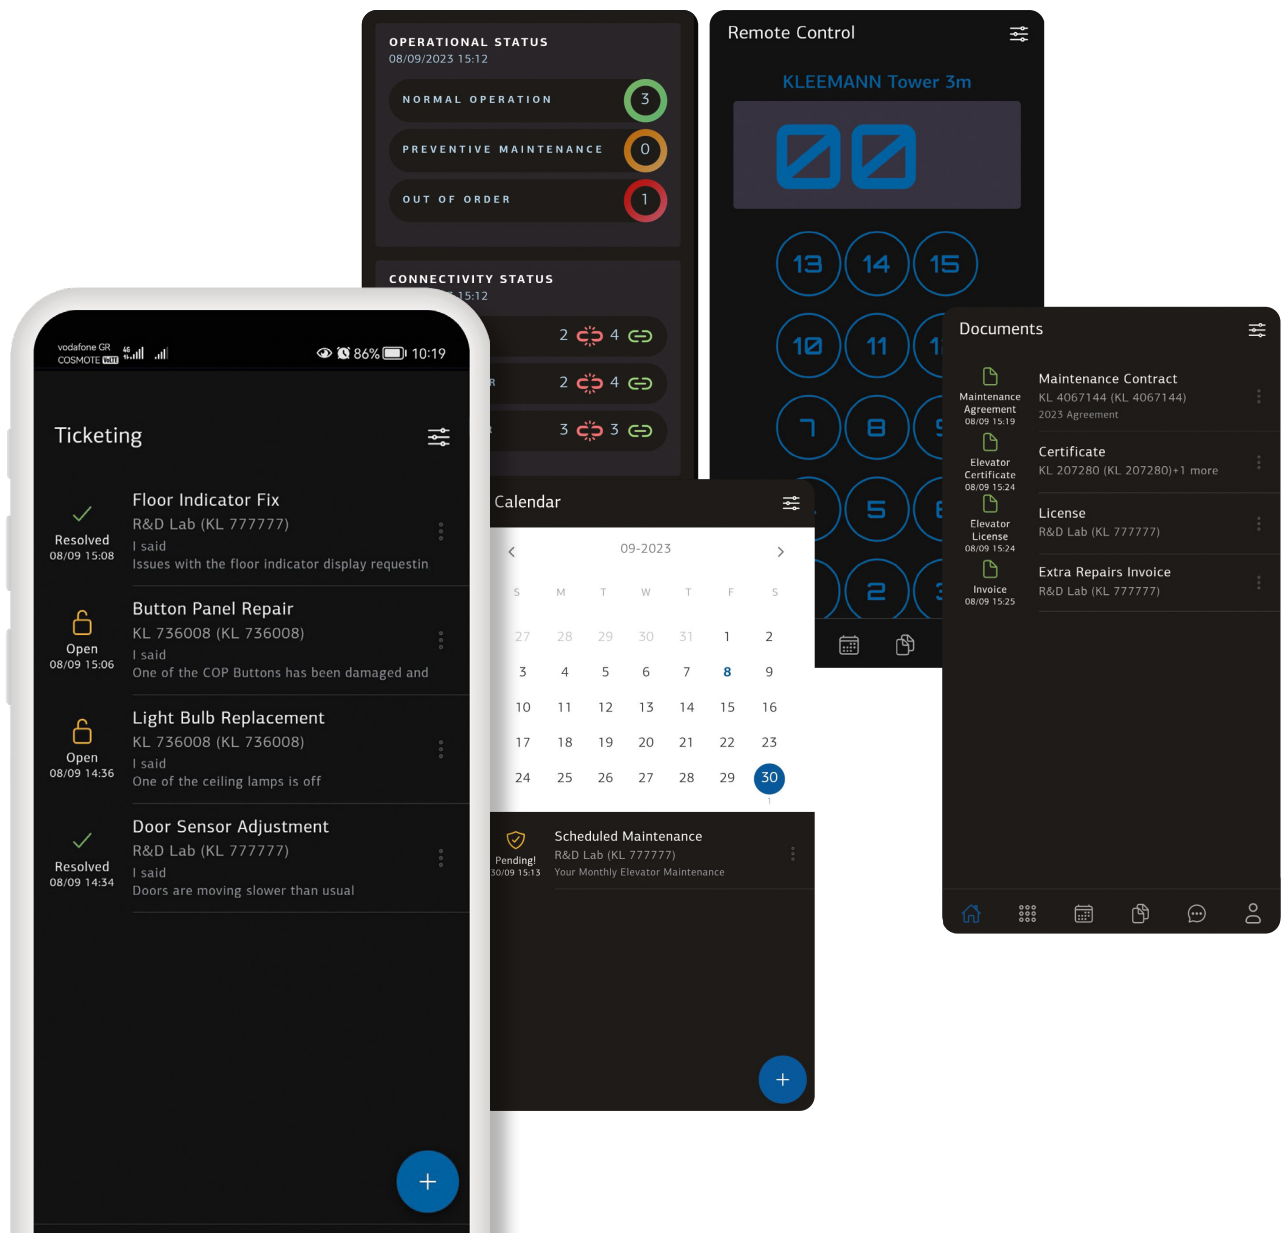 OPERATIONAL STATUS
08/09/2023 15:12
NORMAL OPERATION 3
PREVENTIVE MAINTENANCE 0
OUT OF ORDER 1
CONNECTIVITY STATUS
15:12
2 4
R 2 4
3 3
Remote Control
KLEEMANN Tower 3m
00
13 14 15
10 11
7 8
5
2
Documents
Maintenance Agreement
08/09 15:19
Maintenance Contract
KL 4067144 (KL 4067144)
2023 Agreement
Elevator Certificate
08/09 15:24
Certificate
KL 207280 (KL 207280)+1 more
Elevator License
08/09 15:24
License
R&D Lab (KL 777777)
Invoice
08/09 15:25
Extra Repairs Invoice
R&D Lab (KL 777777)
vodafone GR
COSMOTE VoLTE
4G
86% 10:19
Ticketing
Resolved
08/09 15:08
Floor Indicator Fix
R&D Lab (KL 777777)
I said
Issues with the floor indicator display requestin
Open
08/09 15:06
Button Panel Repair
KL 736008 (KL 736008)
I said
One of the COP Buttons has been damaged and
Open
08/09 14:36
Light Bulb Replacement
KL 736008 (KL 736008)
I said
One of the ceiling lamps is off
Resolved
08/09 14:34
Door Sensor Adjustment
R&D Lab (KL 777777)
I said
Doors are moving slower than usual
+
Calendar
< 09-2023 >
S M T W T F S
27 28 29 30 31 1 2
3 4 5 6 7 8 9
10 11 12 13 14 15 16
17 18 19 20 21 22 23
24 25 26 27 28 29 30
1
Pending!
30/09 15:13
Scheduled Maintenance
R&D Lab (KL 777777)
Your Monthly Elevator Maintenance
+